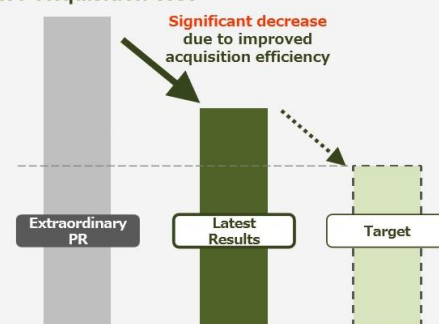 Significant decrease
due to improved
acquisition efficiency
Extraordinary
PR
Latest
Results
Target